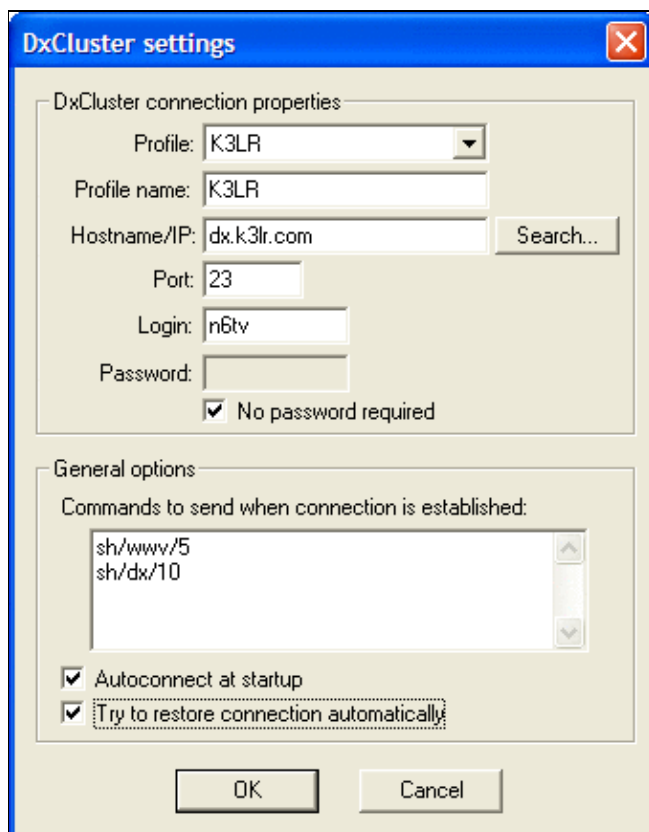 DxCluster settings
DxCluster connection properties
Profile: K3LR
Profile name: K3LR
Hostname/IP: dx.k3lr.com Search...
Port: 23
Login: n6tv
Password:
No password required
General options
Commands to send when connection is established:
sh/wwv/5
sh/dx/10
Autoconnect at startup
Try to restore connection automatically
OK Cancel